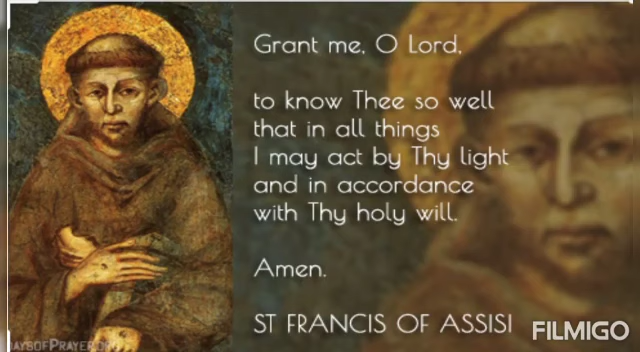 Grant me, O Lord,
to know Thee so well
that in all things
I may act by Thy light
and in accordance
with Thy holy will.
Amen.
ST FRANCIS OF ASSISI
FILMIGO